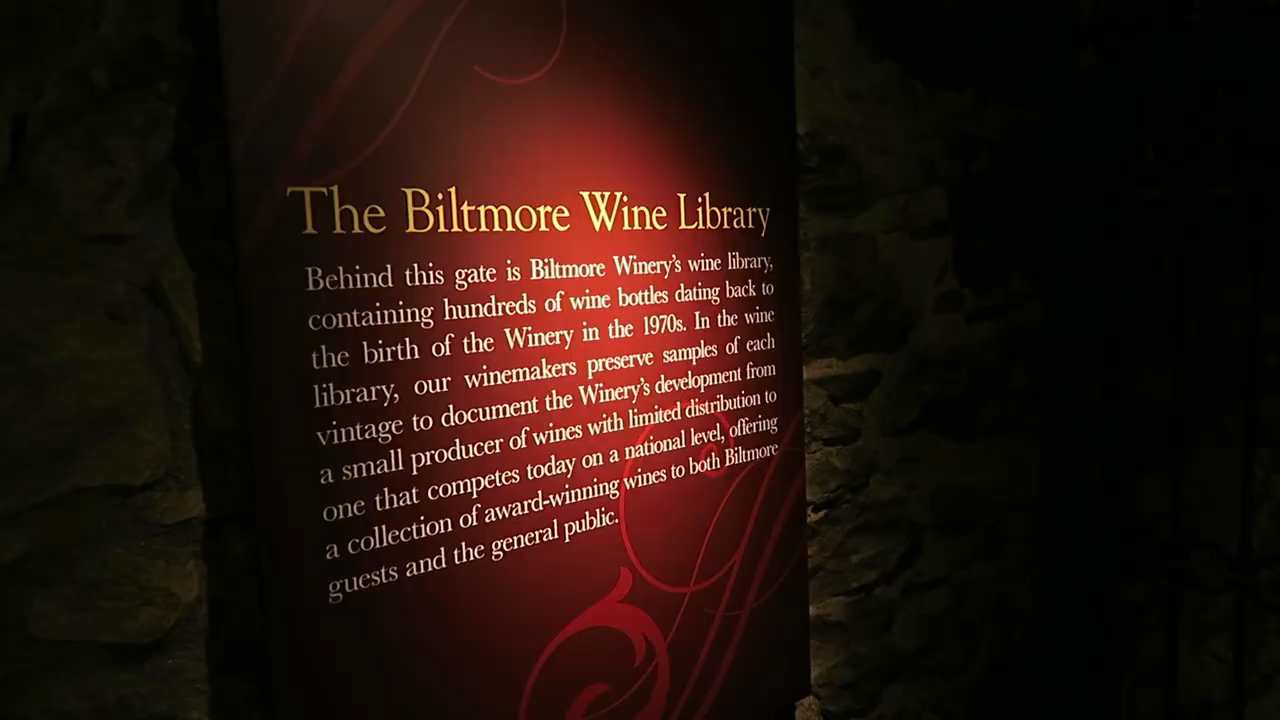 The Biltmore Wine Library
Behind this gate is Biltmore Winery's wine library,
containing hundreds of wine bottles dating back to
the birth of the Winery in the 1970s. In the wine
library, our winemakers preserve samples of each
vintage to document the Winery's development from
a small producer of wines with limited distribution to
one that competes today on a national level, offering
a collection of award-winning wines to both Biltmore
guests and the general public.